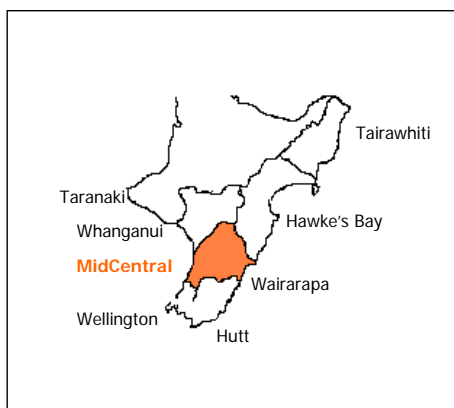 Tairawhiti
Taranaki
Hawke's Bay
Whanganui
MidCentral
Wairarapa
Wellington
Hutt